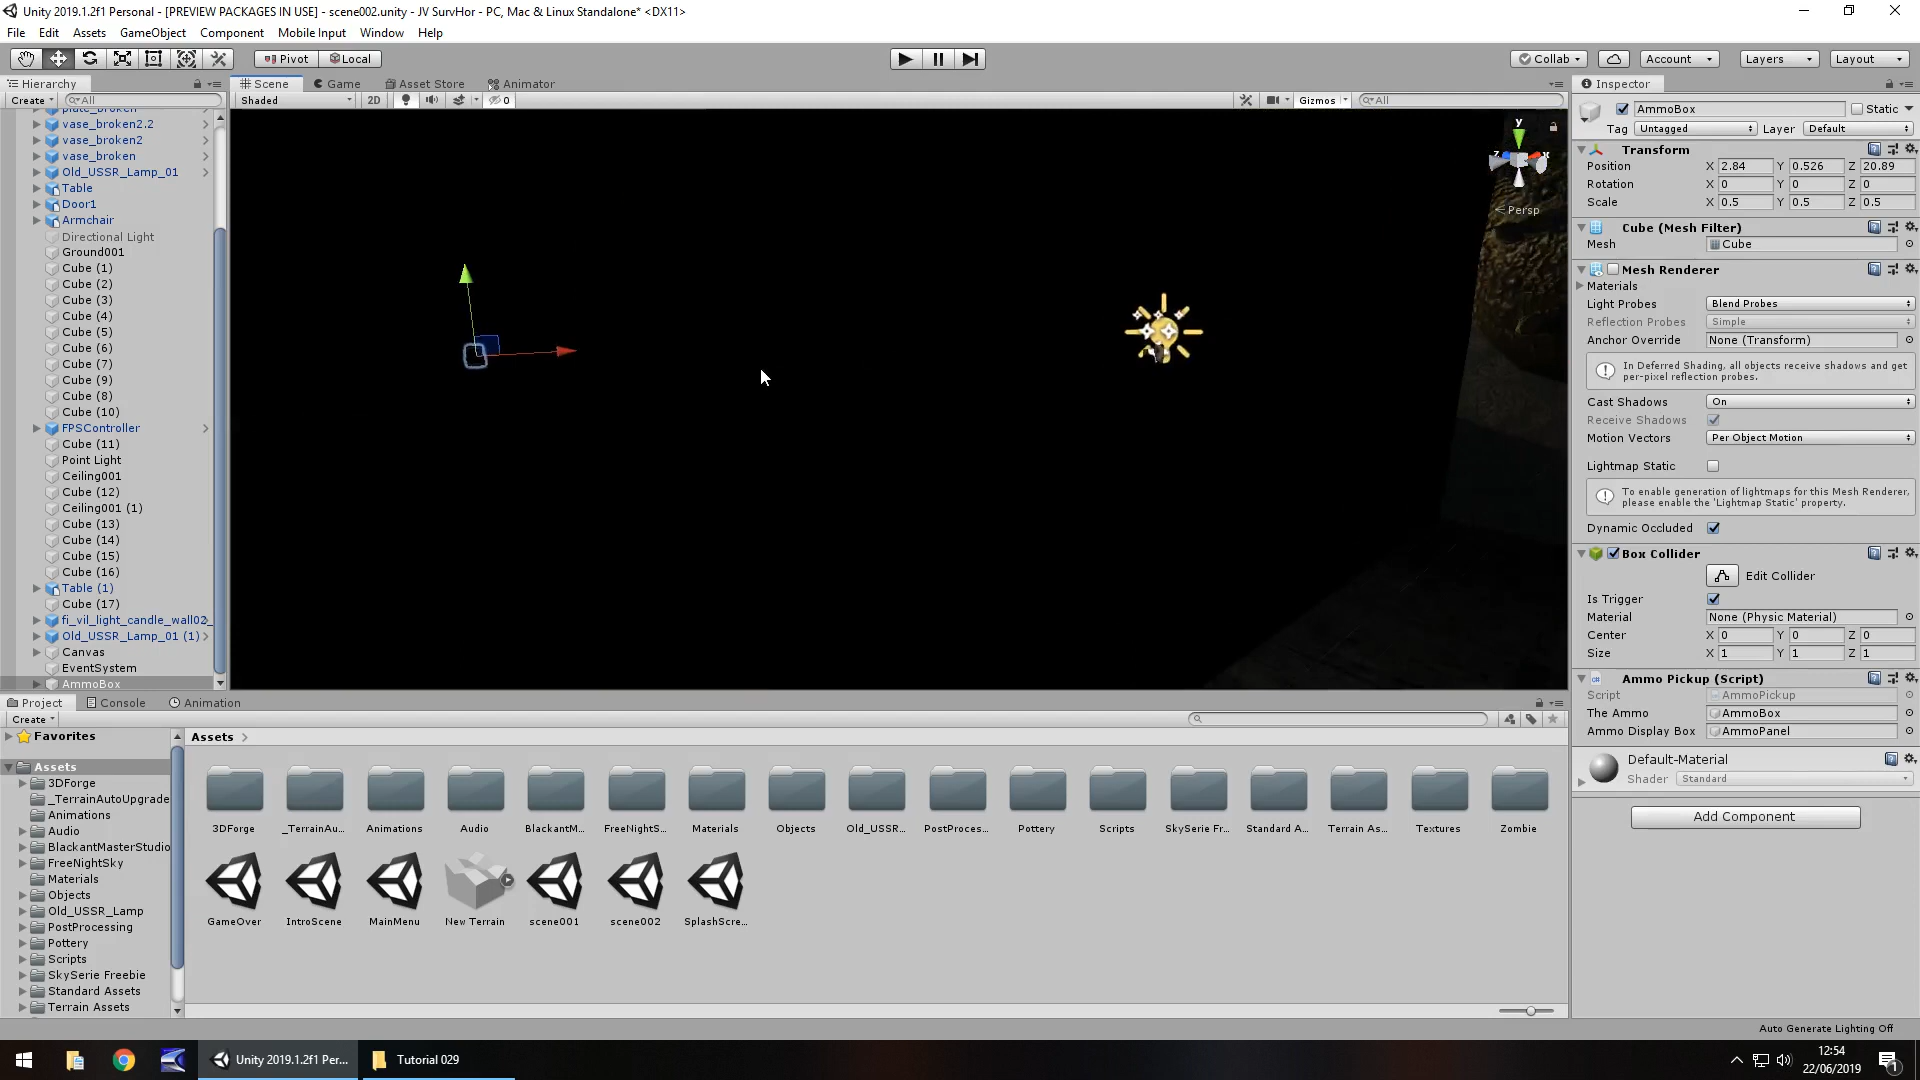 Unity 2019.1.2f1 Personal - [PREVIEW PACKAGES IN USE] - scene002.unity - JV SurvHor - PC, Mac & Linux Standalone* <DX11>
File Edit Assets GameObject Component Mobile Input Window Help
Pivot Local Collab Account Layers Layout
Hierarchy
Create All
plate_broken
vase_broken2.2
vase_broken2
vase_broken
Old_USSR_Lamp_01
Table
Door1
Armchair
Directional Light
Ground001
Cube (1)
Cube (2)
Cube (3)
Cube (4)
Cube (5)
Cube (6)
Cube (7)
Cube (9)
Cube (8)
Cube (10)
FPSController
Cube (11)
Point Light
Ceiling001
Cube (12)
Ceiling001 (1)
Cube (13)
Cube (14)
Cube (15)
Cube (16)
Table (1)
Cube (17)
fi_vil_light_candle_wall02_
Old_USSR_Lamp_01 (1)
Canvas
EventSystem
AmmoBox
Scene Game Asset Store Animator
Shaded 2D 0 Gizmos All
y
z x
Persp
Inspector
AmmoBox Static
Tag Untagged Layer Default
Transform
Position X 2.84 Y 0.526 Z 20.89
Rotation X 0 Y 0 Z 0
Scale X 0.5 Y 0.5 Z 0.5
Cube (Mesh Filter)
Mesh Cube
Mesh Renderer
Materials
Light Probes Blend Probes
Reflection Probes Simple
Anchor Override None (Transform)
In Deferred Shading, all objects receive shadows and get
per-pixel reflection probes.
Cast Shadows On
Receive Shadows
Motion Vectors Per Object Motion
Lightmap Static
To enable generation of lightmaps for this Mesh Renderer,
please enable the 'Lightmap Static' property.
Dynamic Occluded
Box Collider
Edit Collider
Is Trigger
Material None (Physic Material)
Center X 0 Y 0 Z 0
Size X 1 Y 1 Z 1
Ammo Pickup (Script)
Script AmmoPickup
The Ammo AmmoBox
Ammo Display Box AmmoPanel
Default-Material
Shader Standard
Add Component
Project Console Animation
Create
Favorites
Assets
3DForge
_TerrainAutoUpgrade
Animations
Audio
BlackantMasterStudio
FreeNightSky
Materials
Objects
Old_USSR_Lamp
PostProcessing
Pottery
Scripts
SkySerie Freebie
Standard Assets
Terrain Assets
Assets
3DForge _TerrainAu... Animations Audio BlackantM... FreeNightS... Materials Objects Old_USSR... PostProces... Pottery Scripts SkySerie Fr... Standard A... Terrain As... Textures Zombie
GameOver IntroScene MainMenu New Terrain scene001 scene002 SplashScre...
Auto Generate Lighting Off
Unity 2019.1.2f1 Per... Tutorial 029
12:54
22/06/2019
1